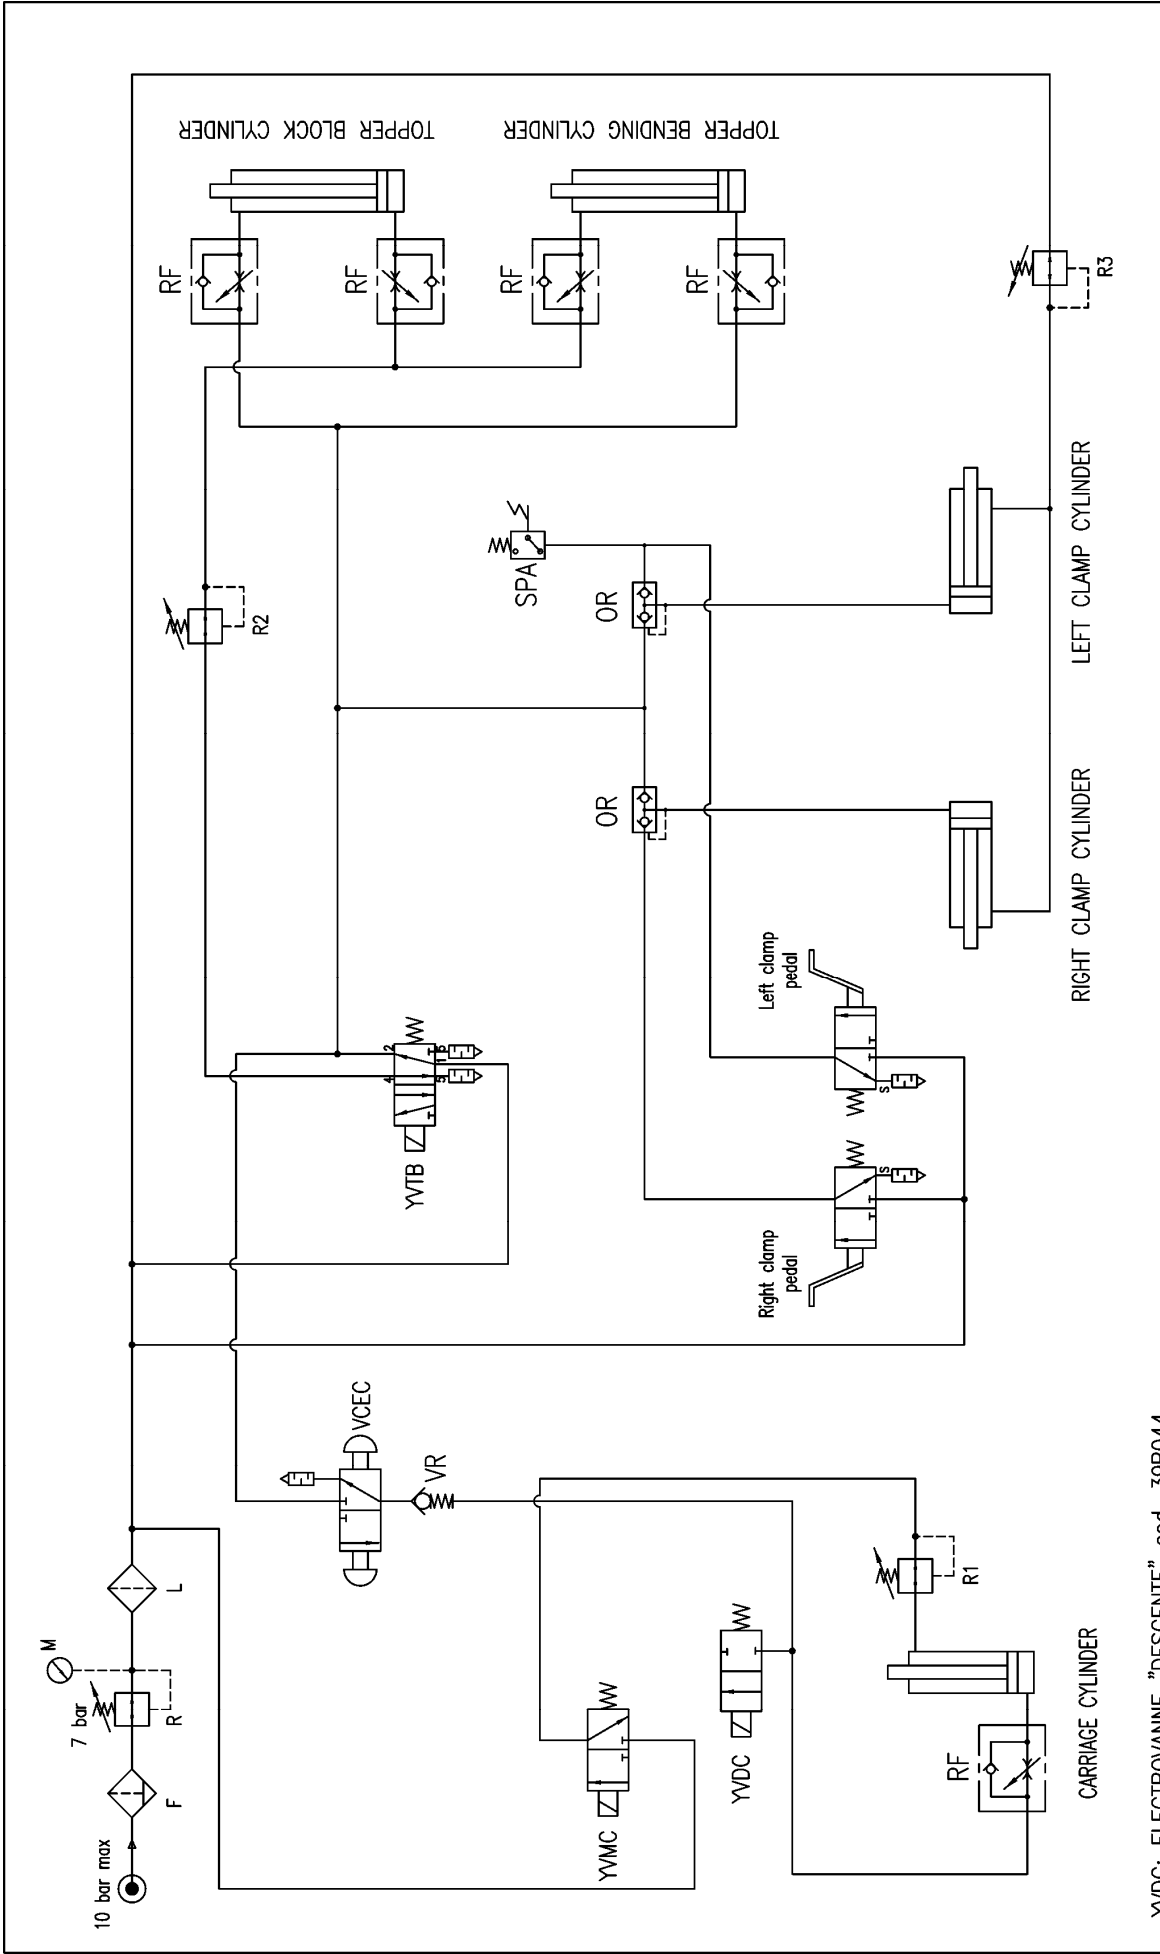 10 bar max
F
7 bar
M
R
L
TOPPER BLOCK CYLINDER
TOPPER BENDING CYLINDER
RF
RF
RF
RF
R2
R3
SPA
OR
OR
LEFT CLAMP CYLINDER
RIGHT CLAMP CYLINDER
YVTB
4
2
5
1
Left clamp
pedal
S
Right clamp
pedal
S
VCEC
VR
YVMC
YVDC
R1
RF
CARRIAGE CYLINDER